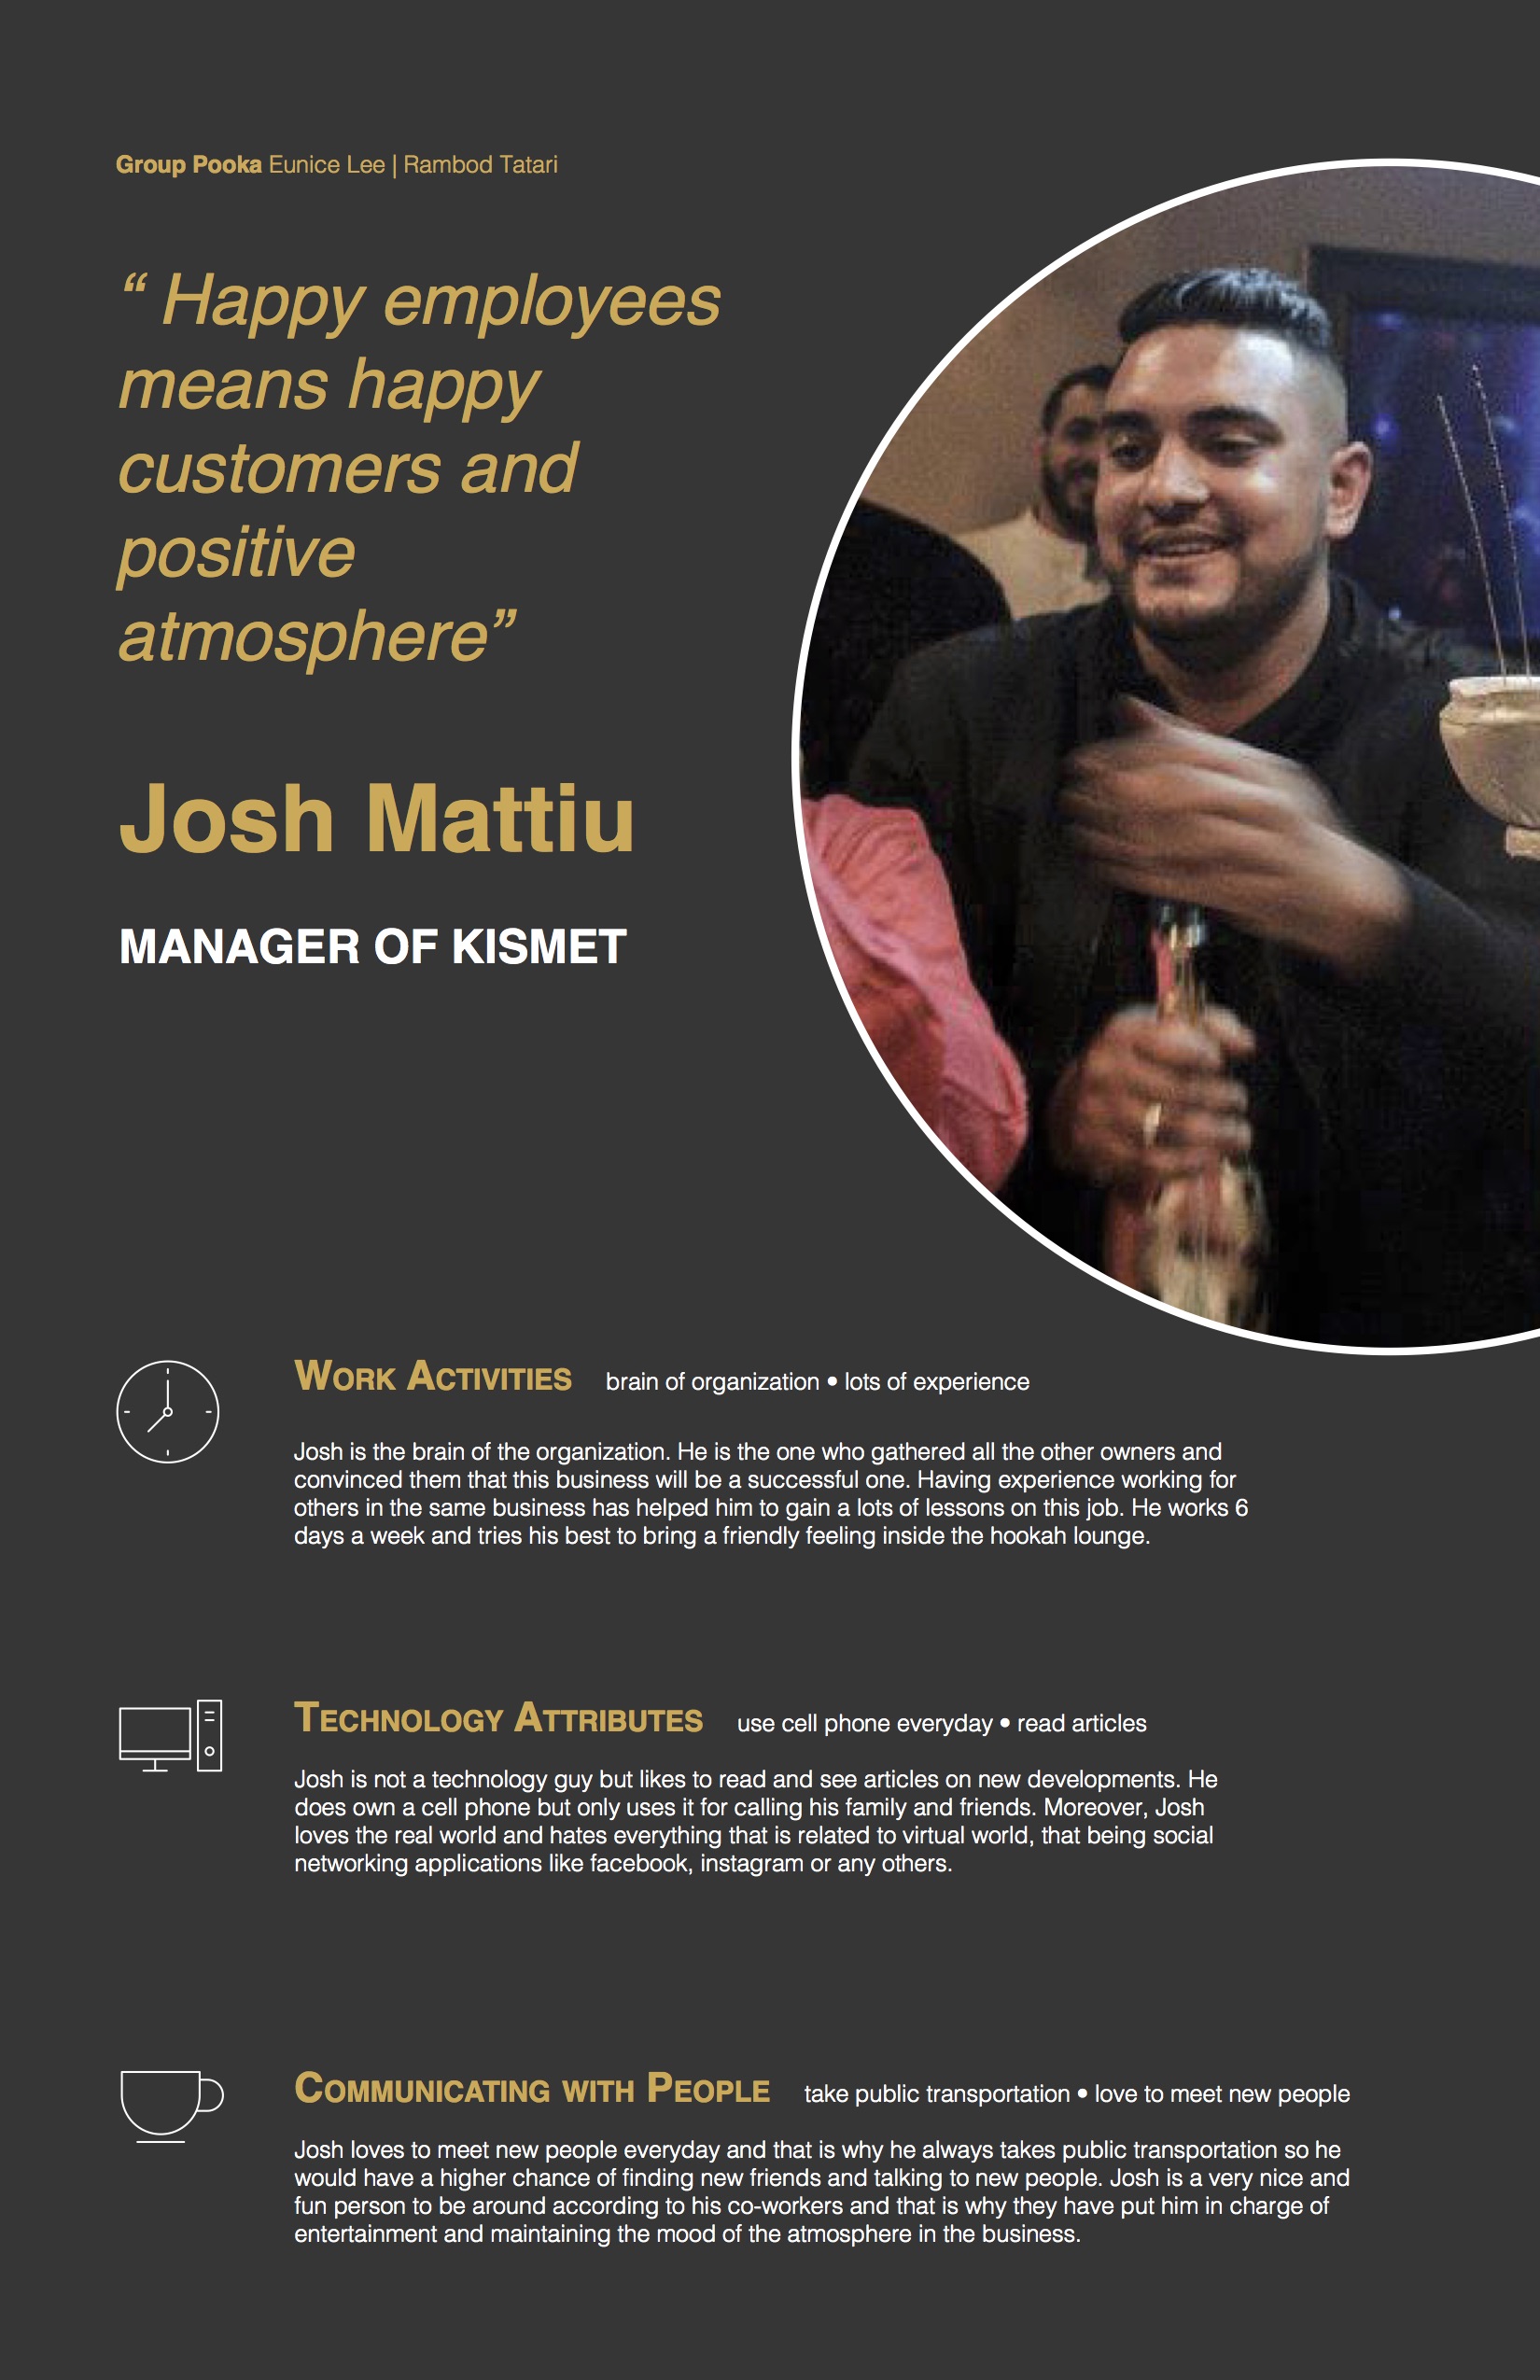 Group Pooka Eunice Lee | Rambod Tatari
“ Happy employees
means happy
customers and
positive
atmosphere”
Josh Mattiu
MANAGER OF KISMET
WORK ACTIVITIES brain of organization • lots of experience
Josh is the brain of the organization. He is the one who gathered all the other owners and
convinced them that this business will be a successful one. Having experience working for
others in the same business has helped him to gain a lots of lessons on this job. He works 6
days a week and tries his best to bring a friendly feeling inside the hookah lounge.
TECHNOLOGY ATTRIBUTES use cell phone everyday • read articles
Josh is not a technology guy but likes to read and see articles on new developments. He
does own a cell phone but only uses it for calling his family and friends. Moreover, Josh
loves the real world and hates everything that is related to virtual world, that being social
networking applications like facebook, instagram or any others.
COMMUNICATING WITH PEOPLE take public transportation • love to meet new people
Josh loves to meet new people everyday and that is why he always takes public transportation so he
would have a higher chance of finding new friends and talking to new people. Josh is a very nice and
fun person to be around according to his co-workers and that is why they have put him in charge of
entertainment and maintaining the mood of the atmosphere in the business.